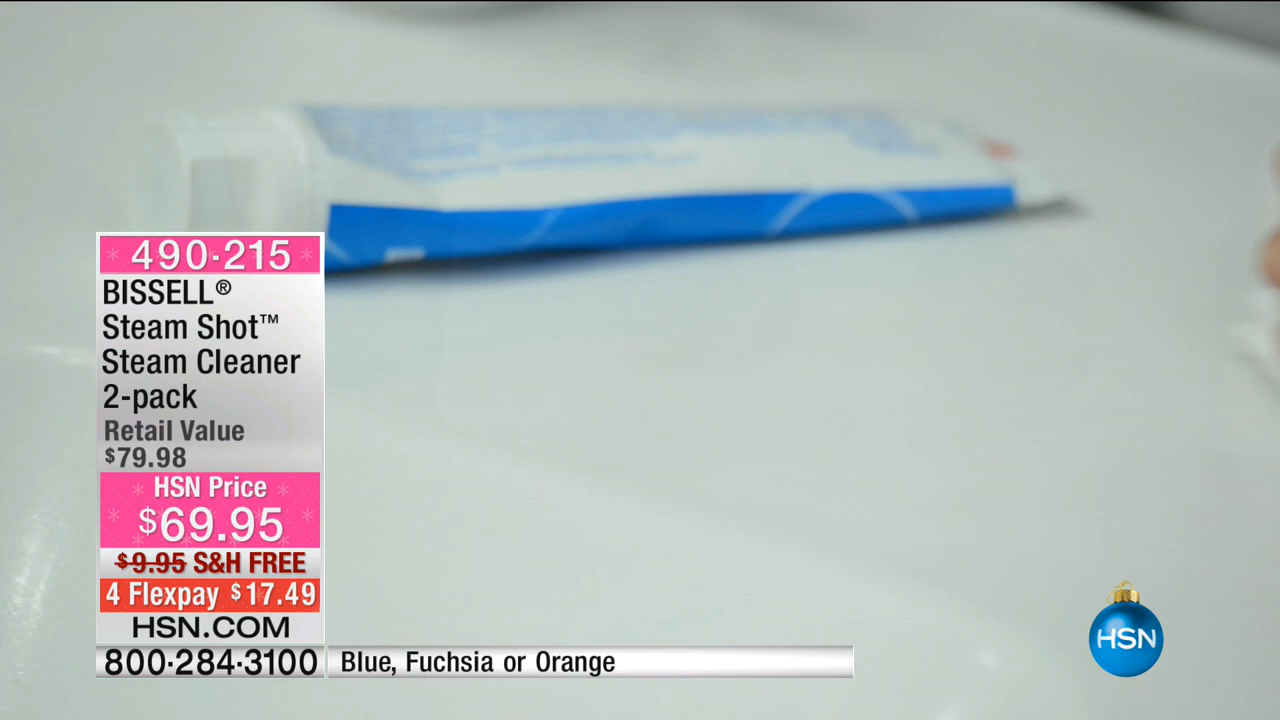 490·215
BISSELL®
Steam Shot™
Steam Cleaner
2-pack
Retail Value
$79.98
HSN Price
$69.95
$9.95 S&H FREE
4 Flexpay $17.49
HSN.COM
800·284·3100
Blue, Fuchsia or Orange
HSN